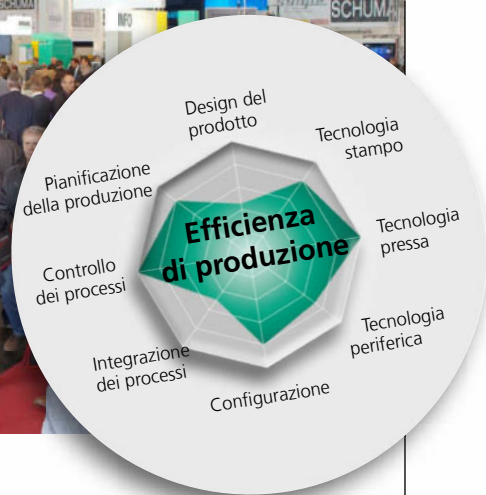 INFO
SCHUMA
Design del
prodotto
Tecnologia
stampo
Pianificazione
della produzione
Efficienza
di produzione
Tecnologia
pressa
Controllo
dei processi
Tecnologia
periferica
Integrazione
dei processi
Configurazione